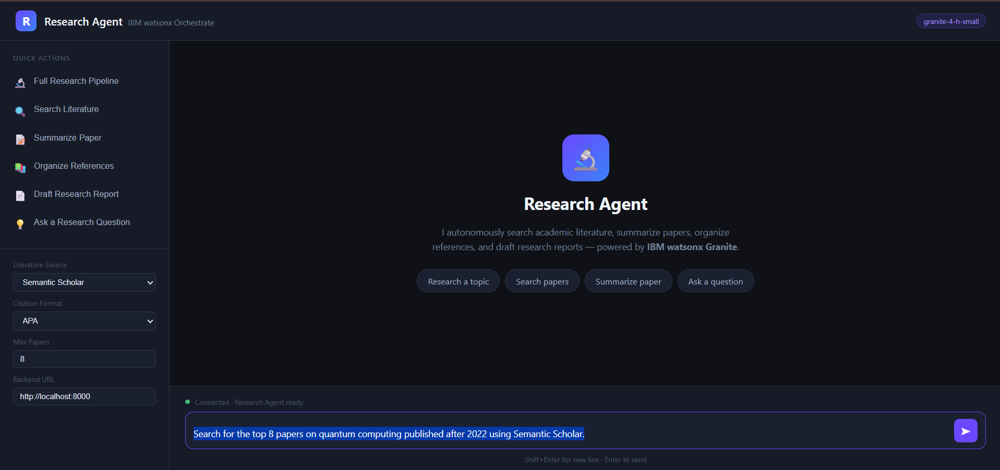 R
Research Agent IBM watsonx Orchestrate
granite-4-h-small
QUICK ACTIONS
Full Research Pipeline
Search Literature
Summarize Paper
Organize References
Draft Research Report
Ask a Research Question
Literature Source
Semantic Scholar
Citation Format
APA
Max Papers
8
Backend URL
http://localhost:8000
Research Agent
I autonomously search academic literature, summarize papers, organize
references, and draft research reports — powered by IBM watsonx Granite.
Research a topic
Search papers
Summarize paper
Ask a question
Connected · Research Agent ready
Search for the top 8 papers on quantum computing published after 2022 using Semantic Scholar.
Shift+Enter for new line · Enter to send